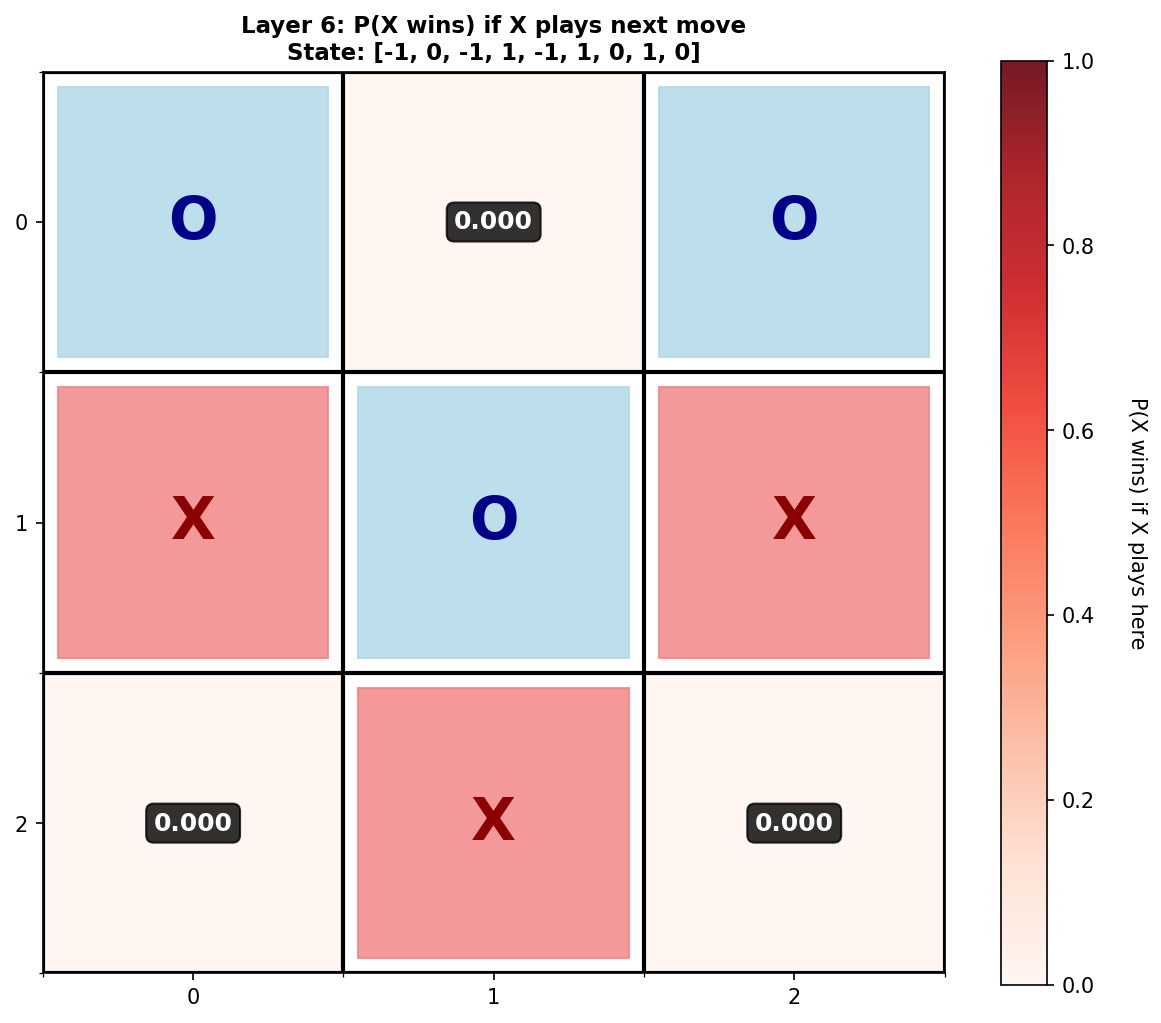 Layer 6: P(X wins) if X plays next move
State: [-1, 0, -1, 1, -1, 1, 0, 1, 0]
0
O
0.000
O
1
X
O
X
2
0.000
X
0.000
0
1
2
1.0
0.8
0.6
0.4
0.2
0.0
P(X wins) if X plays here